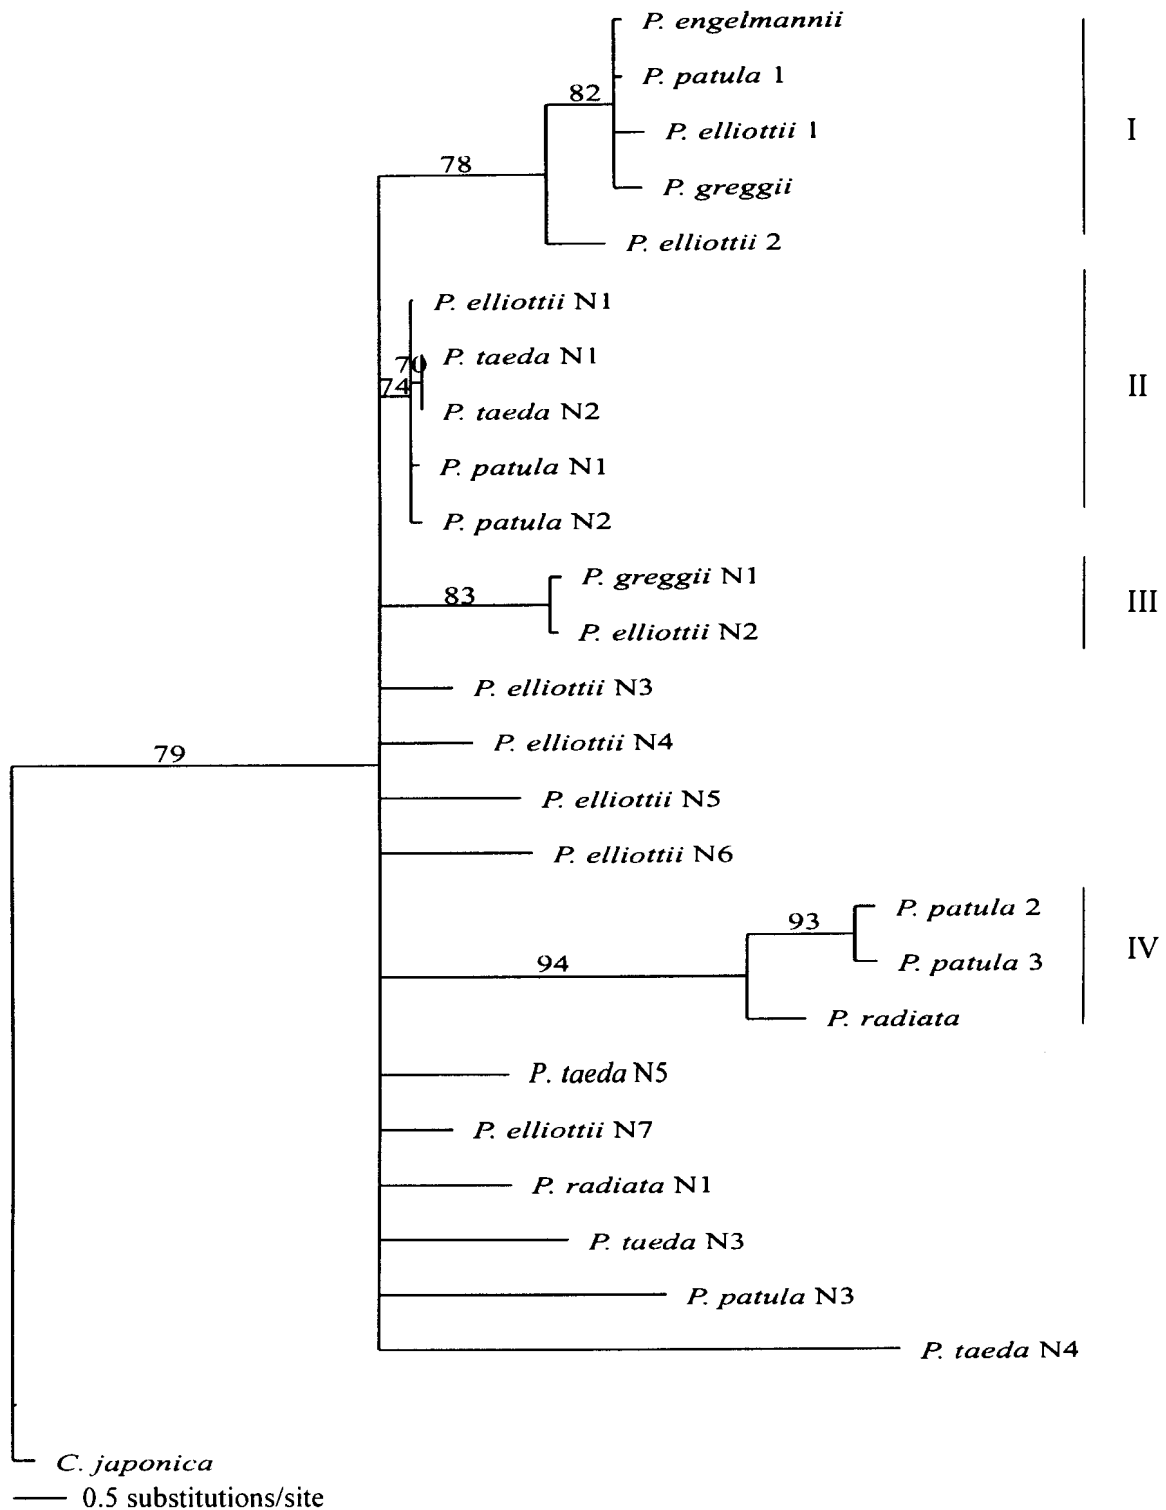 P. engelmannii
P. patula 1
82
P. elliottii 1
I
78
P. greggii
P. elliottii 2
P. elliottii N1
70
P. taeda N1
74
II
P. taeda N2
P. patula N1
P. patula N2
P. greggii N1
83
III
P. elliottii N2
P. elliottii N3
P. elliottii N4
79
P. elliottii N5
P. elliottii N6
P. patula 2
93
IV
P. patula 3
94
P. radiata
P. taeda N5
P. elliottii N7
P. radiata N1
P. taeda N3
P. patula N3
P. taeda N4
C. japonica
0.5 substitutions/site